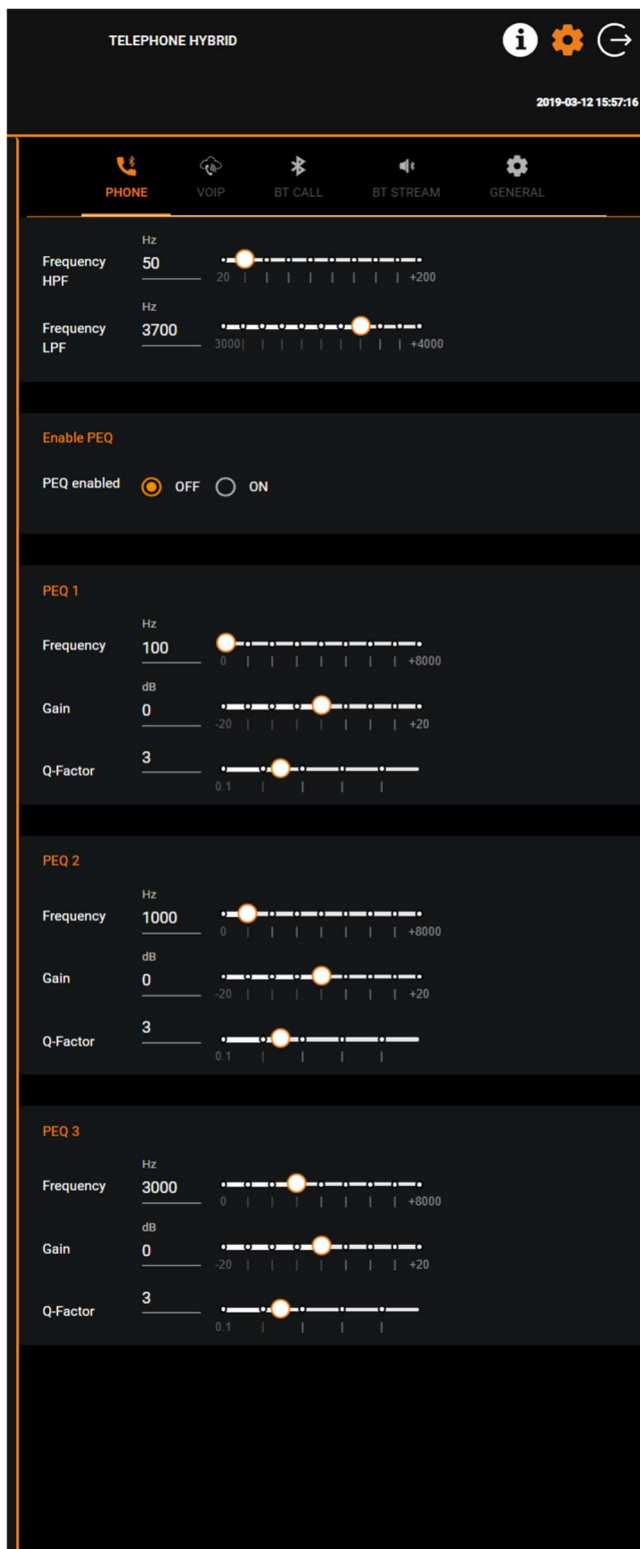 TELEPHONE HYBRID
2019-03-12 15:57:16
PHONE VOIP BT CALL BT STREAM GENERAL
Hz
Frequency HPF 50
20 +200
Hz
Frequency LPF 3700
3000 +4000
Enable PEQ
PEQ enabled OFF ON
PEQ 1
Hz
Frequency 100
0 +8000
dB
Gain 0
-20 +20
Q-Factor 3
0.1
PEQ 2
Hz
Frequency 1000
0 +8000
dB
Gain 0
-20 +20
Q-Factor 3
0.1
PEQ 3
Hz
Frequency 3000
0 +8000
dB
Gain 0
-20 +20
Q-Factor 3
0.1